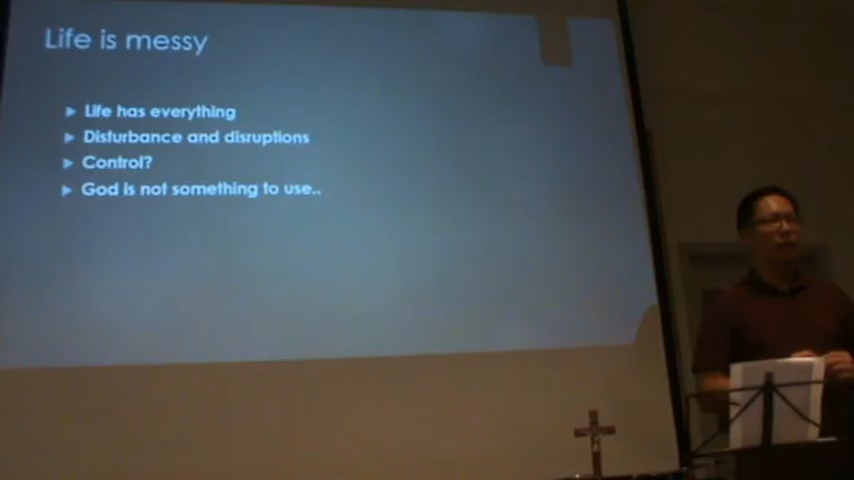 Life is messy
Life has everything
Disturbance and disruptions
Control?
God is not something to use..